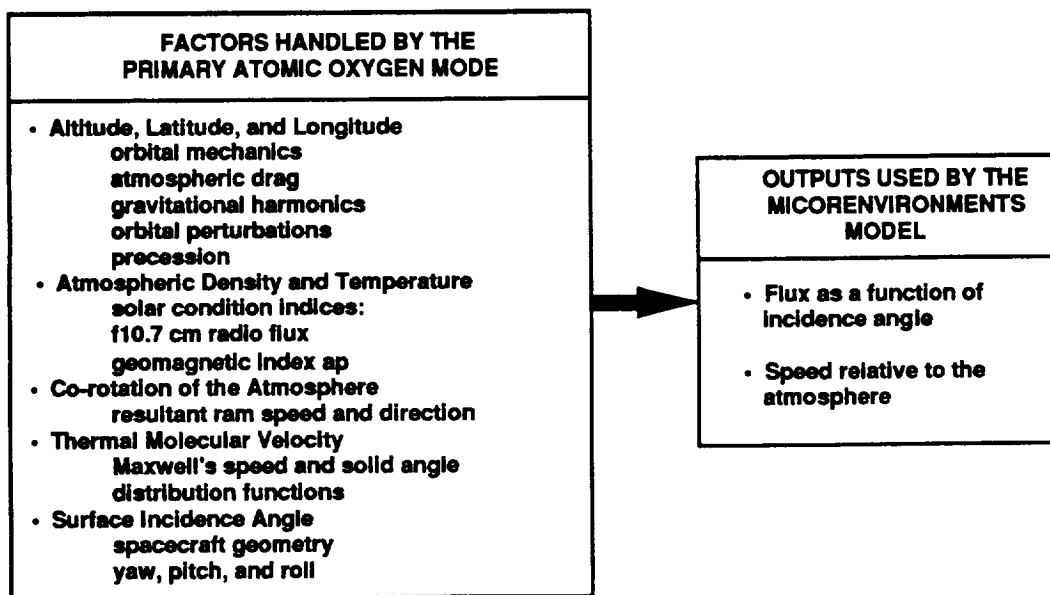 FACTORS HANDLED BY THE
PRIMARY ATOMIC OXYGEN MODE
• Altitude, Latitude, and Longitude
orbital mechanics
atmospheric drag
gravitational harmonics
orbital perturbations
precession
• Atmospheric Density and Temperature
solar condition indices:
f10.7 cm radio flux
geomagnetic index ap
• Co-rotation of the Atmosphere
resultant ram speed and direction
• Thermal Molecular Velocity
Maxwell's speed and solid angle
distribution functions
• Surface Incidence Angle
spacecraft geometry
yaw, pitch, and roll
OUTPUTS USED BY THE
MICORENVIRONMENTS
MODEL
• Flux as a function of
incidence angle
• Speed relative to the
atmosphere